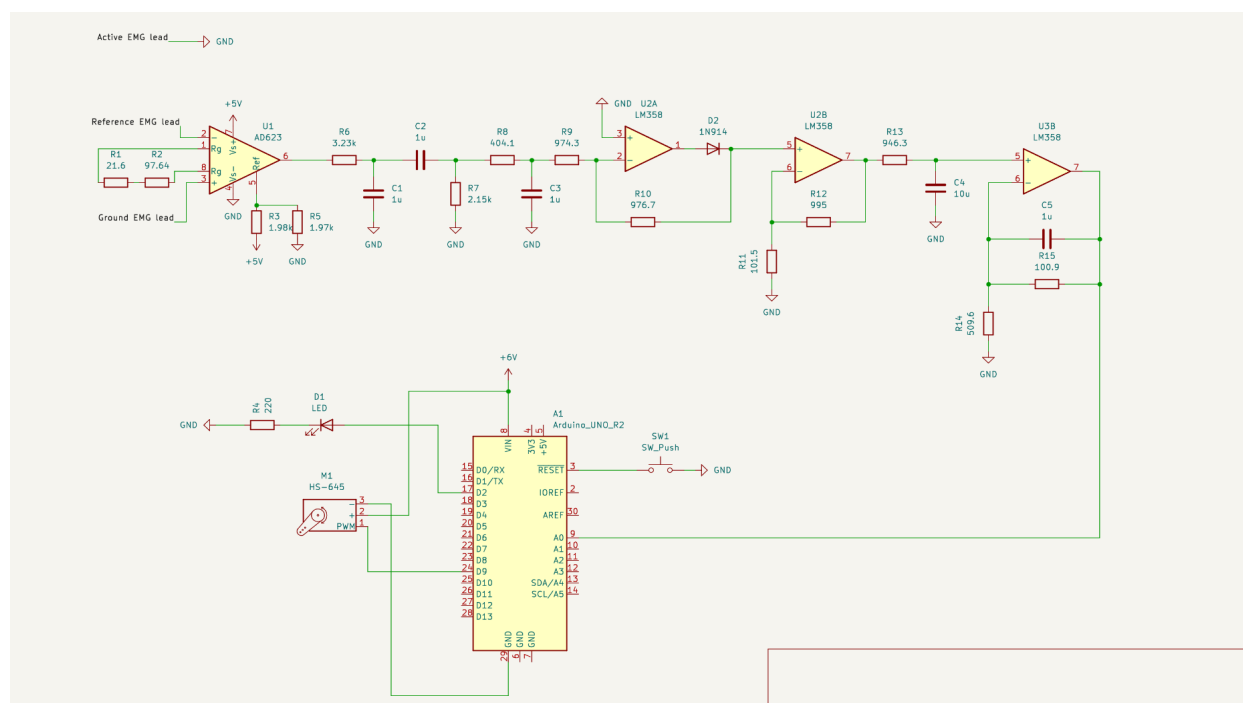 Active EMG lead
GND
+5V
Reference EMG lead
U1
AD623
2
-
7
Vs+
1
Rg
R1
21.6
R2
97.64
8
Rg
3
+
Vs-
4
Ref
5
6
Ground EMG lead
GND
R3
1.98k
R5
1.97k
+5V
GND
R6
3.23k
C1
1u
GND
C2
1u
R7
2.15k
GND
R8
404.1
C3
1u
GND
R9
974.3
GND
U2A
LM358
3
+
2
-
1
D2
1N914
R10
976.7
U2B
LM358
5
+
6
-
7
R12
995
R11
101.5
GND
R13
946.3
C4
10u
GND
U3B
LM358
5
+
6
-
7
C5
1u
R15
100.9
R14
509.6
GND
+6V
GND
R4
220
D1
LED
A1
Arduino_UNO_R2
8
VIN
4
3V3
5
+5V
SW1
SW_Push
GND
M1
HS-645
3
-
2
+
1
PWM
15 D0/RX
16 D1/TX
17 D2
18 D3
19 D4
20 D5
21 D6
22 D7
23 D8
24 D9
25 D10
26 D11
27 D12
28 D13
RESET 3
IOREF 2
AREF 30
A0 9
A1 10
A2 11
A3 12
SDA/A4 13
SCL/A5 14
GND
29
GND
6
GND
7